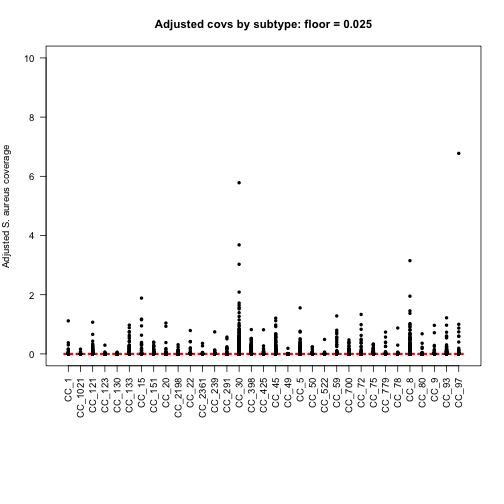 Adjusted covs by subtype: floor = 0.025
Adjusted S. aureus coverage
10
8
6
4
2
0
CC_1
CC_1021
CC_121
CC_123
CC_130
CC_133
CC_15
CC_151
CC_20
CC_2198
CC_22
CC_2361
CC_239
CC_291
CC_30
CC_398
CC_425
CC_45
CC_49
CC_5
CC_50
CC_522
CC_59
CC_700
CC_72
CC_75
CC_779
CC_78
CC_8
CC_80
CC_9
CC_93
CC_97